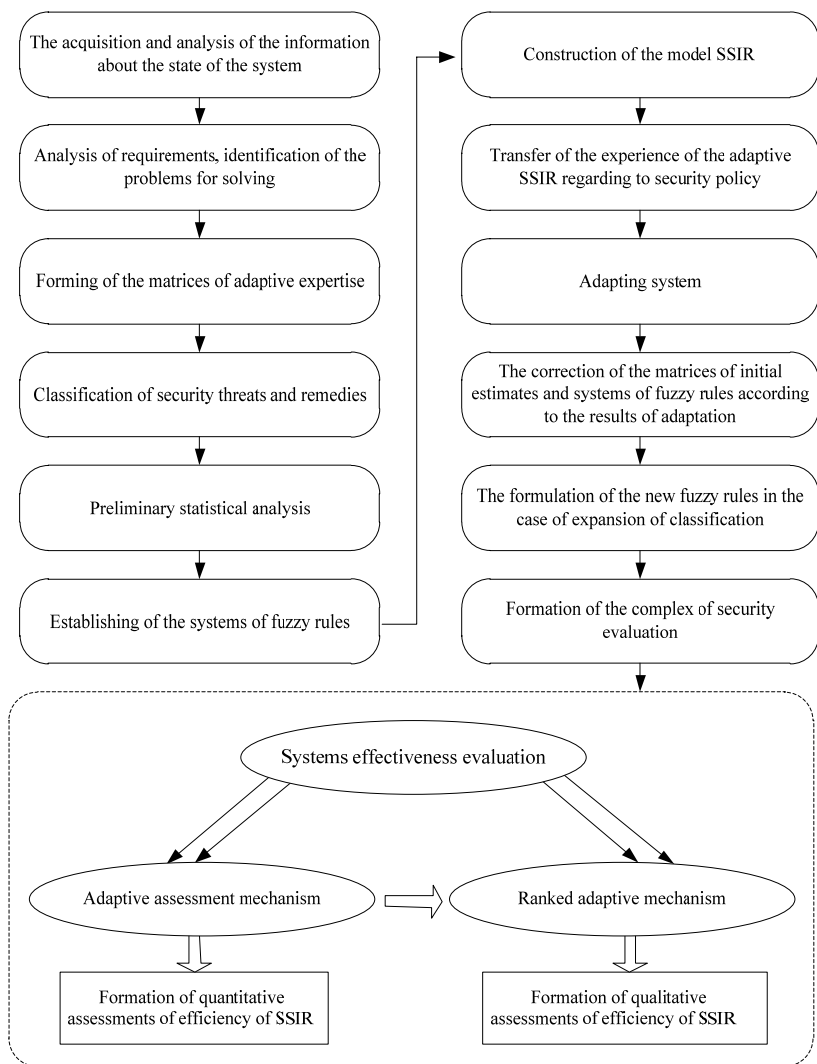 The acquisition and analysis of the information
about the state of the system
Analysis of requirements, identification of the
problems for solving
Forming of the matrices of adaptive expertise
Classification of security threats and remedies
Preliminary statistical analysis
Establishing of the systems of fuzzy rules
Construction of the model SSIR
Transfer of the experience of the adaptive
SSIR regarding to security policy
Adapting system
The correction of the matrices of initial
estimates and systems of fuzzy rules according
to the results of adaptation
The formulation of the new fuzzy rules in the
case of expansion of classification
Formation of the complex of security
evaluation
Systems effectiveness evaluation
Adaptive assessment mechanism
Ranked adaptive mechanism
Formation of quantitative
assessments of efficiency of SSIR
Formation of qualitative
assessments of efficiency of SSIR